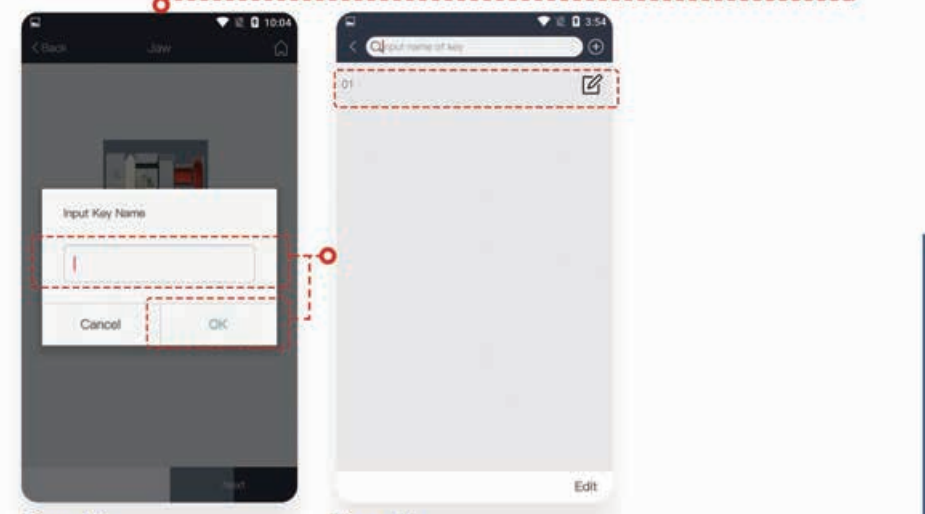 10:04
Back
Jaw
Input Key Name
Cancel
OK
Next
3:54
Input name of key
01
Edit